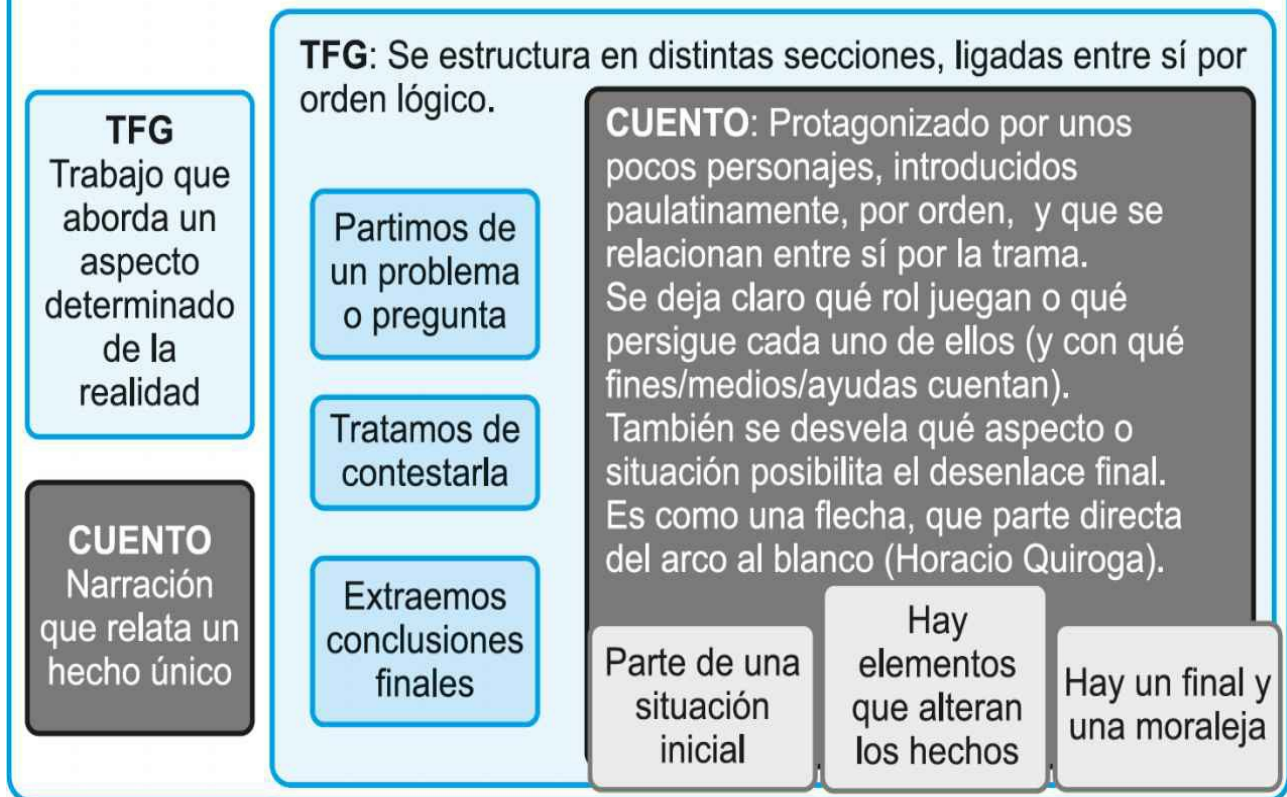 TFG
Trabajo que
aborda un
aspecto
determinado
de la
realidad
CUENTO
Narración
que relata un
hecho único
TFG: Se estructura en distintas secciones, ligadas entre sí por
orden lógico.
Partimos de
un problema
o pregunta
Tratamos de
contestarla
Extraemos
conclusiones
finales
CUENTO: Protagonizado por unos
pocos personajes, introducidos
paulatinamente, por orden, y que se
relacionan entre sí por la trama.
Se deja claro qué rol juegan o qué
persigue cada uno de ellos (y con qué
fines/medios/ayudas cuentan).
También se desvela qué aspecto o
situación posibilita el desenlace final.
Es como una flecha, que parte directa
del arco al blanco (Horacio Quiroga).
Parte de una
situación
inicial
Hay
elementos
que alteran
los hechos
Hay un final y
una moraleja